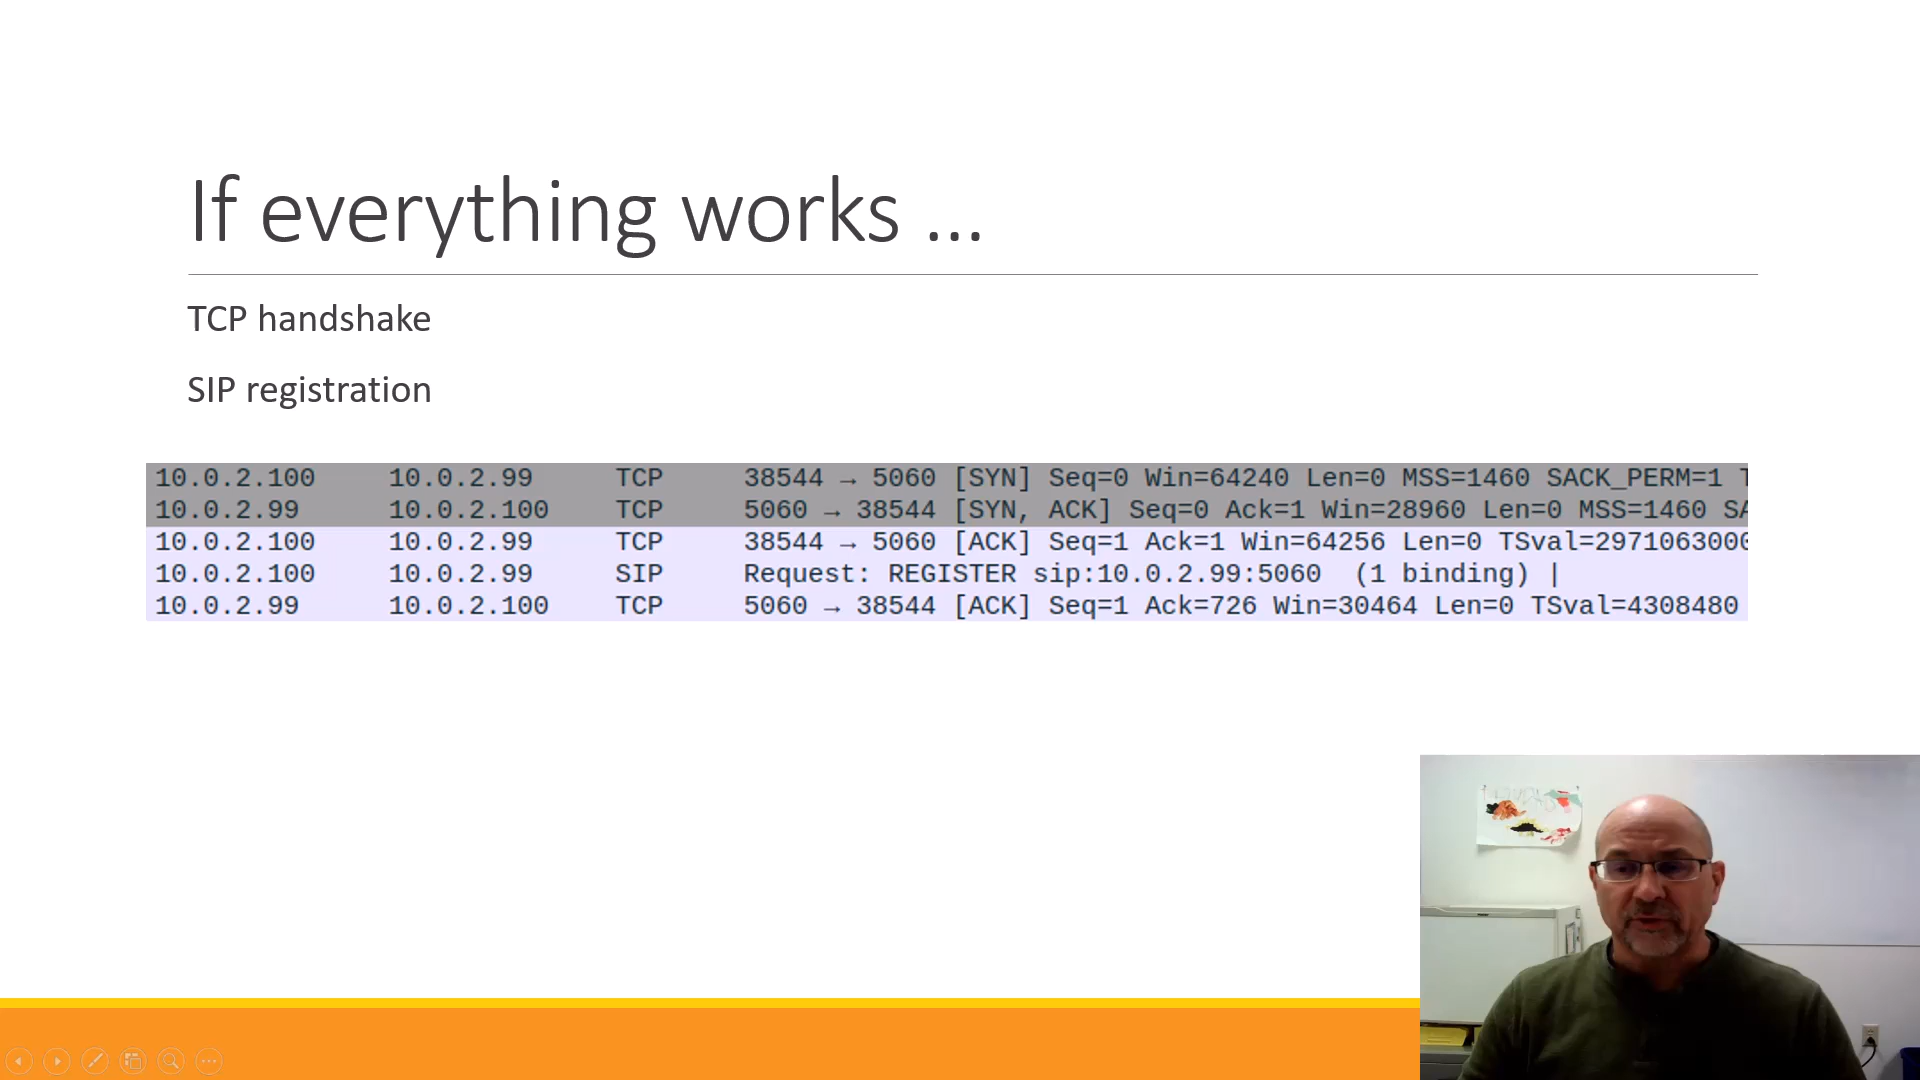 If everything works ...
TCP handshake
SIP registration
10.0.2.100 10.0.2.99 TCP 38544 → 5060 [SYN] Seq=0 Win=64240 Len=0 MSS=1460 SACK_PERM=1 T
10.0.2.99 10.0.2.100 TCP 5060 → 38544 [SYN, ACK] Seq=0 Ack=1 Win=28960 Len=0 MSS=1460 SA
10.0.2.100 10.0.2.99 TCP 38544 → 5060 [ACK] Seq=1 Ack=1 Win=64256 Len=0 TSval=2971063000
10.0.2.100 10.0.2.99 SIP Request: REGISTER sip:10.0.2.99:5060 (1 binding) |
10.0.2.99 10.0.2.100 TCP 5060 → 38544 [ACK] Seq=1 Ack=726 Win=30464 Len=0 TSval=4308480